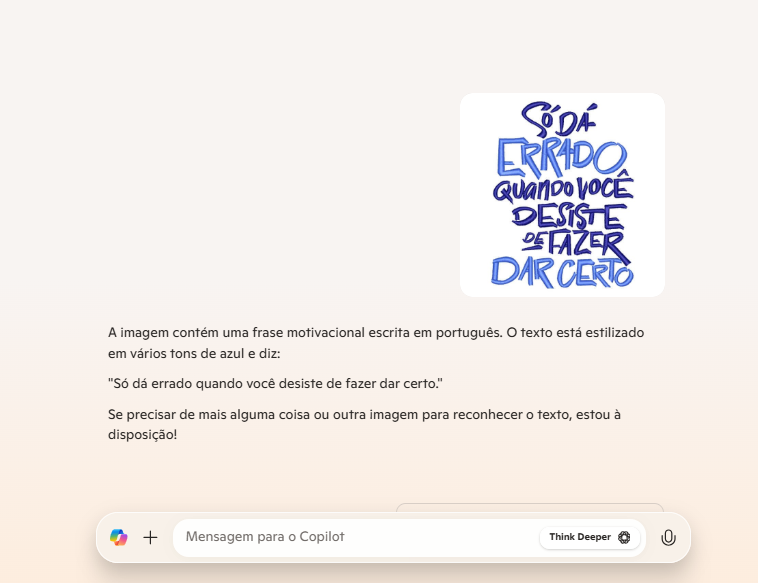 SÓ DÁ
ERRADO
QUANDO VOCÊ
DESISTE
DE FAZER
DAR CERTO
A imagem contém uma frase motivacional escrita em português. O texto está estilizado
em vários tons de azul e diz:
"Só dá errado quando você desiste de fazer dar certo."
Se precisar de mais alguma coisa ou outra imagem para reconhecer o texto, estou à
disposição!
Mensagem para o Copilot
Think Deeper